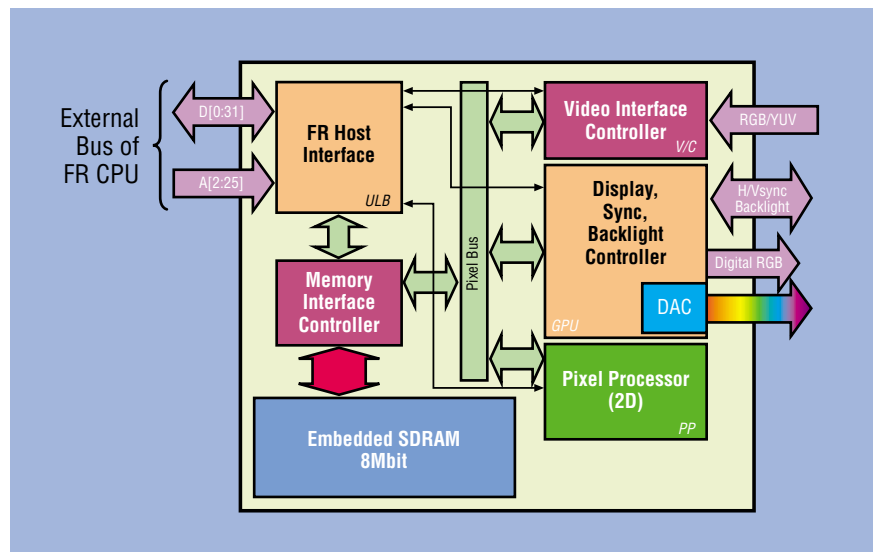 External
Bus of
FR CPU
D[0:31]
A[2:25]
FR Host
Interface
ULB
Memory
Interface
Controller
Embedded SDRAM
8Mbit
Pixel Bus
Video Interface
Controller
V/C
Display,
Sync,
Backlight
Controller
DAC
GPU
Pixel Processor
(2D)
PP
RGB/YUV
H/Vsync
Backlight
Digital RGB